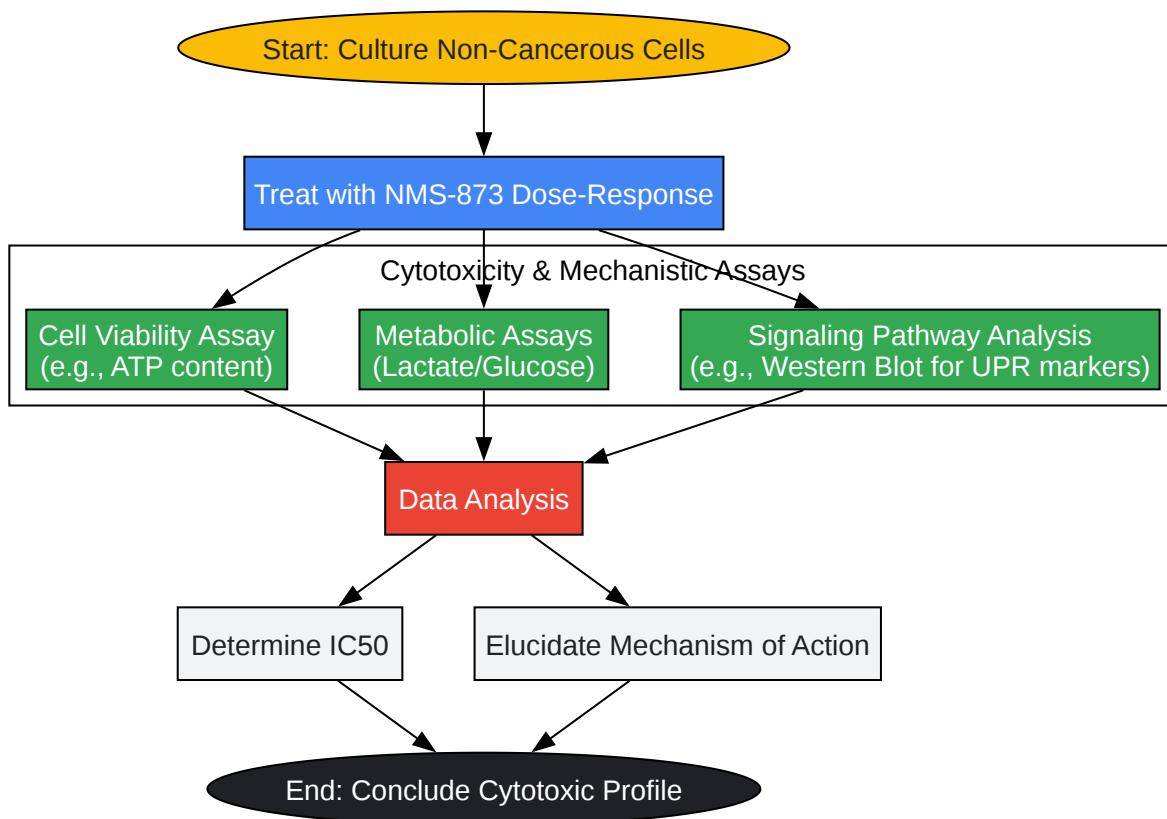 Start: Culture Non-Cancerous Cells
Treat with NMS-873 Dose-Response
Cytotoxicity & Mechanistic Assays
Cell Viability Assay
(e.g., ATP content)
Metabolic Assays
(Lactate/Glucose)
Signaling Pathway Analysis
(e.g., Western Blot for UPR markers)
Data Analysis
Determine IC50
Elucidate Mechanism of Action
End: Conclude Cytotoxic Profile